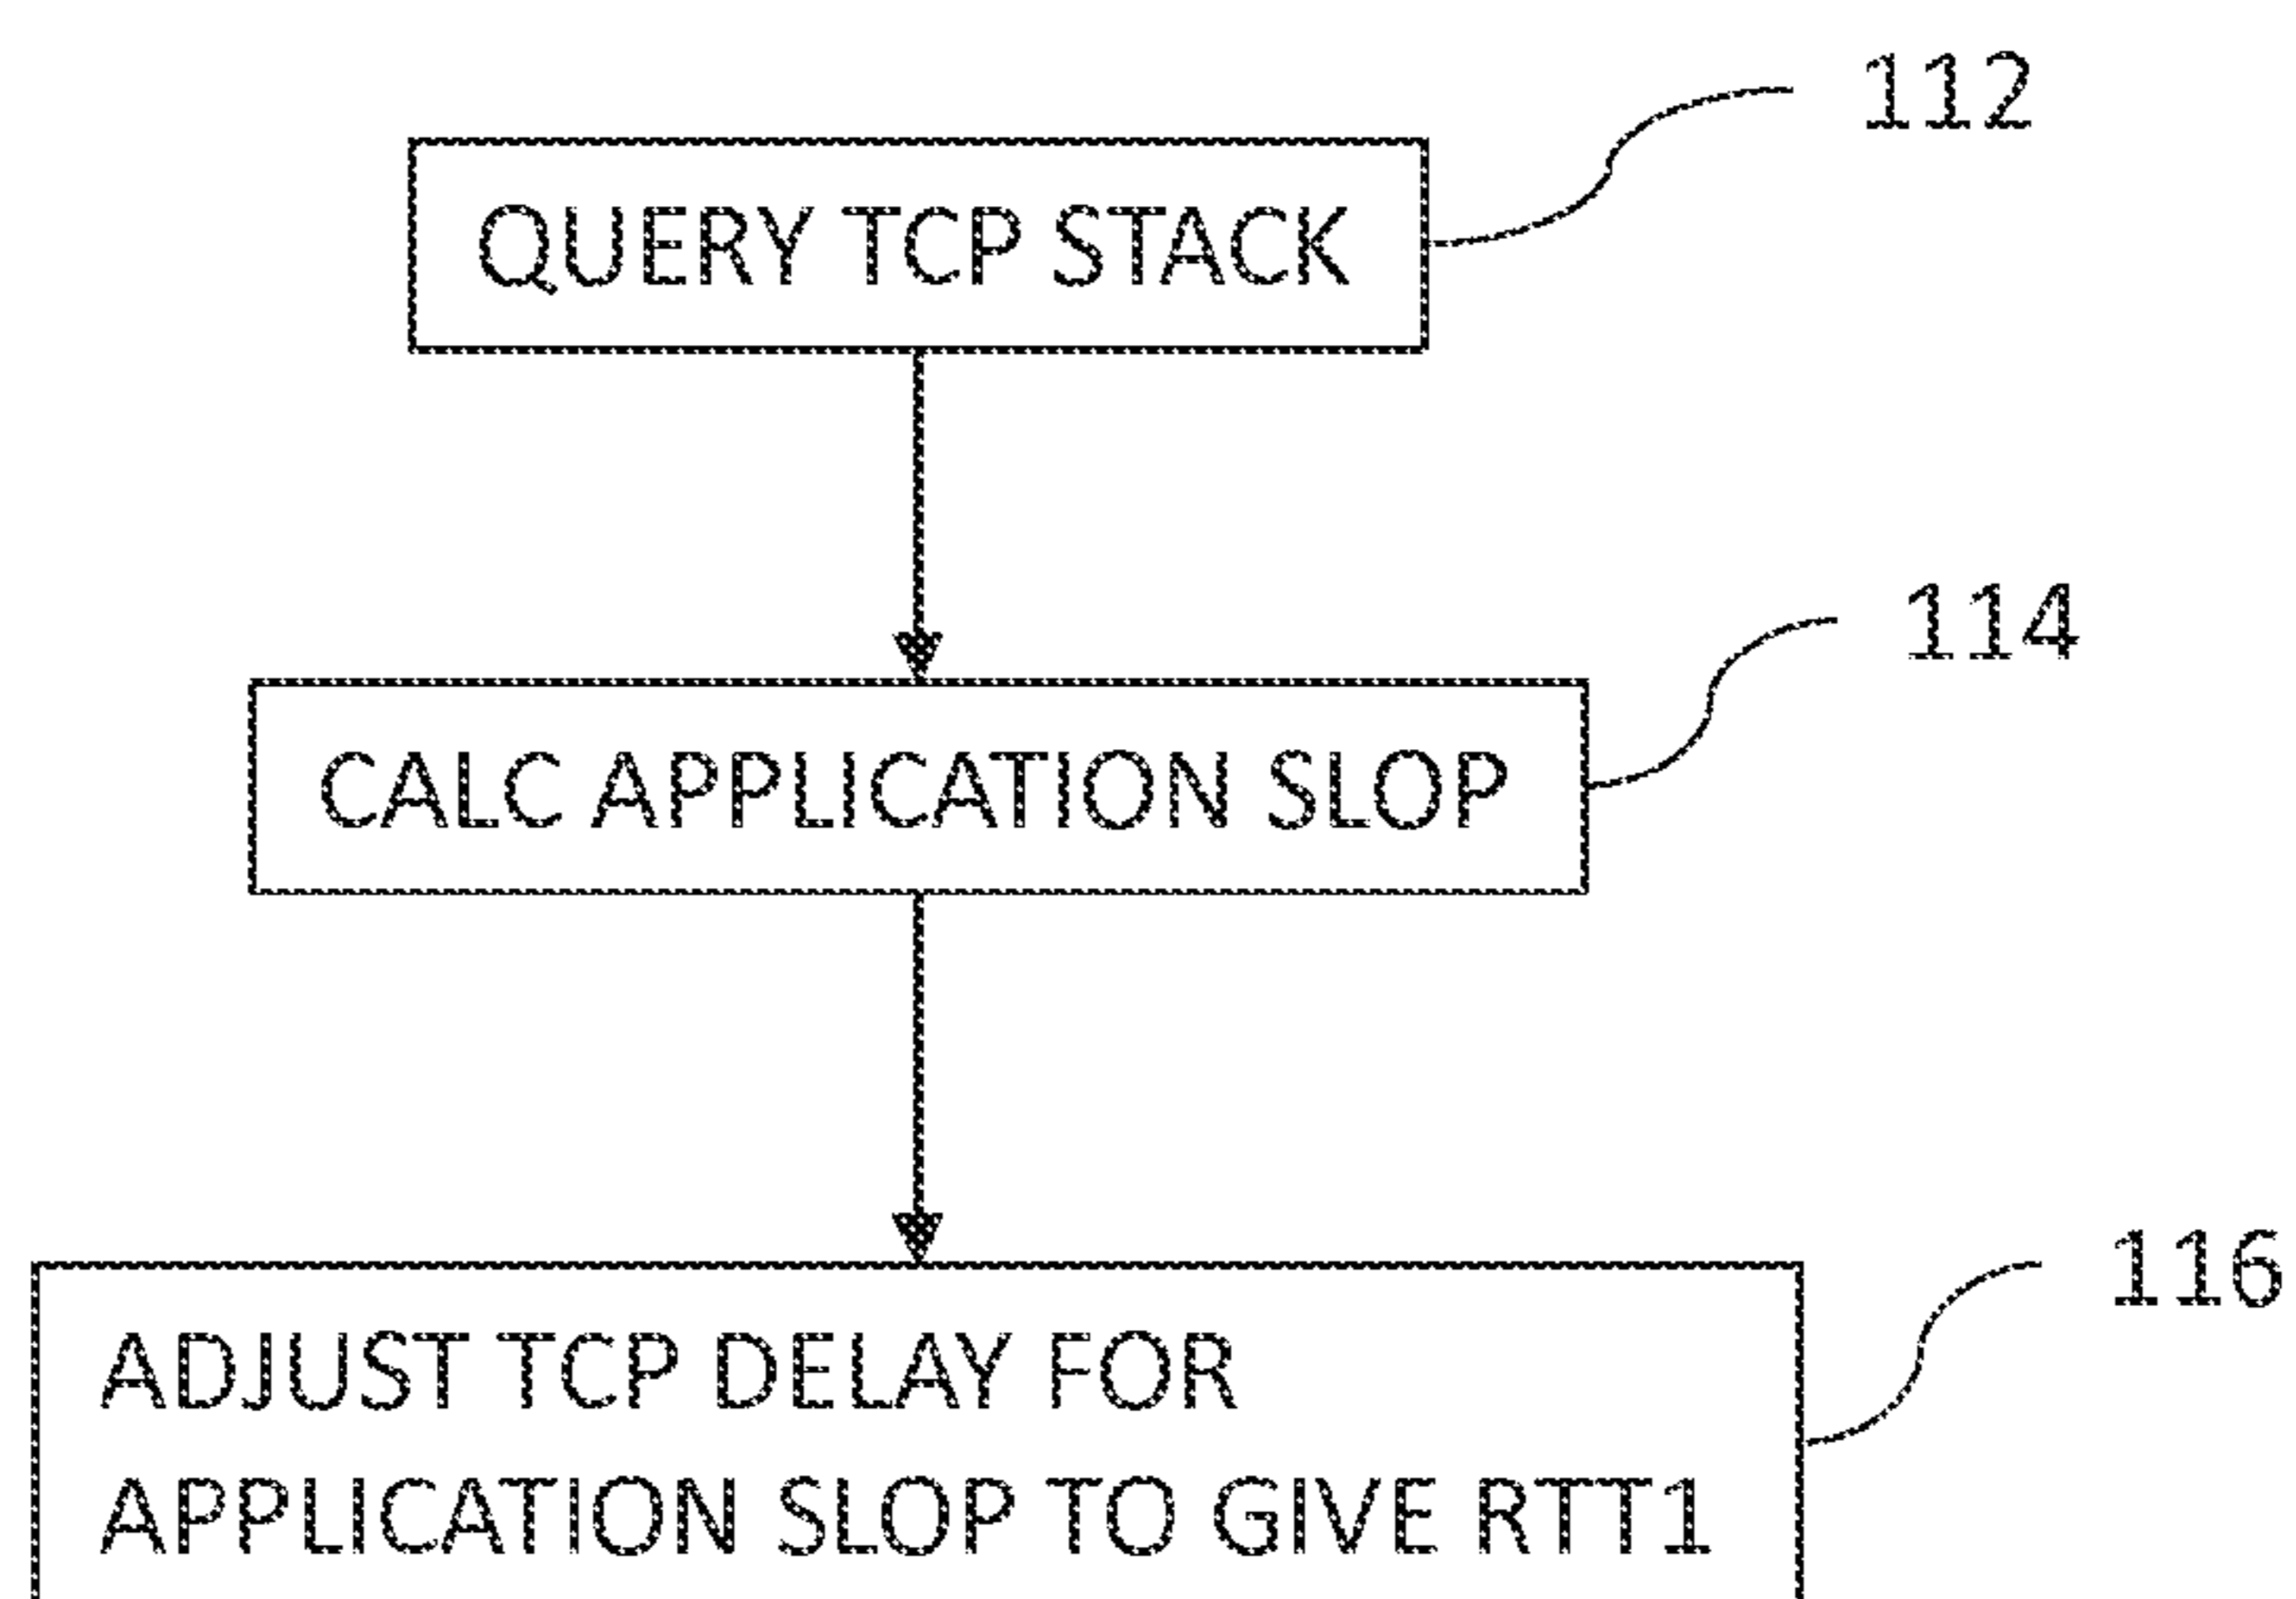 112
QUERY TCP STACK
114
CALC APPLICATION SLOP
116
ADJUST TCP DELAY FOR
APPLICATION SLOP TO GIVE RTT1